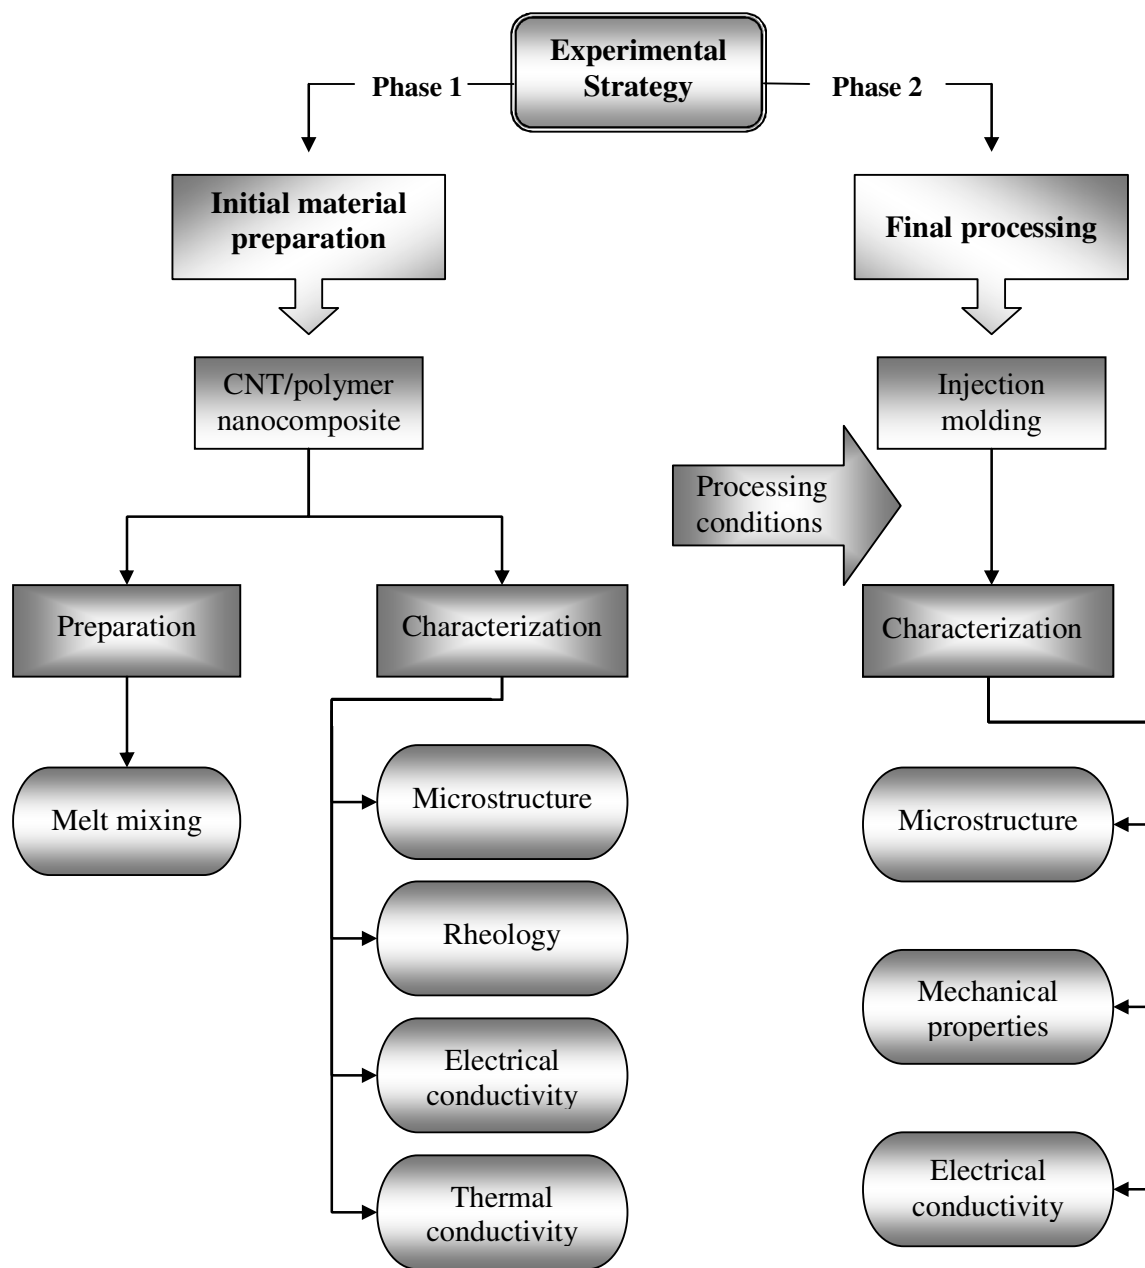 Experimental
Strategy
Phase 1
Phase 2
Initial material
preparation
Final processing
CNT/polymer
nanocomposite
Injection
molding
Processing
conditions
Preparation
Characterization
Characterization
Melt mixing
Microstructure
Microstructure
Rheology
Mechanical
properties
Electrical
conductivity
Thermal
conductivity
Electrical
conductivity